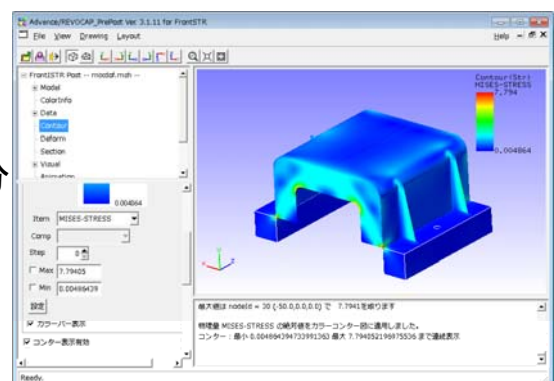 Advance/REVOCAP_PrePost Ver. 3.1.11 for FrontSTR
File View Drawing Layout Help
FrontISTR Post -- modaf.msh --
Model
ColorInfo
Data
Contour
Deform
Section
Visual
Animation
0.004864
Item MISES-STRESS
Comp
Step 0
Max 7.79405
Min 0.00486439
設定
カラーバー表示
コンター表示有効
Contour(Str)
MISES-STRESS
7.794
0.004864
Y
X
Z
最大値は nodeId = 30 (-50.0,0.0,0.0) で 7.7941を取ります
物理量 MISES-STRESS の絶対値をカラーコンター図に適用しました。
コンター : 最小 0.004864394733991363 最大 7.794052196975536 まで連続表示
Ready.